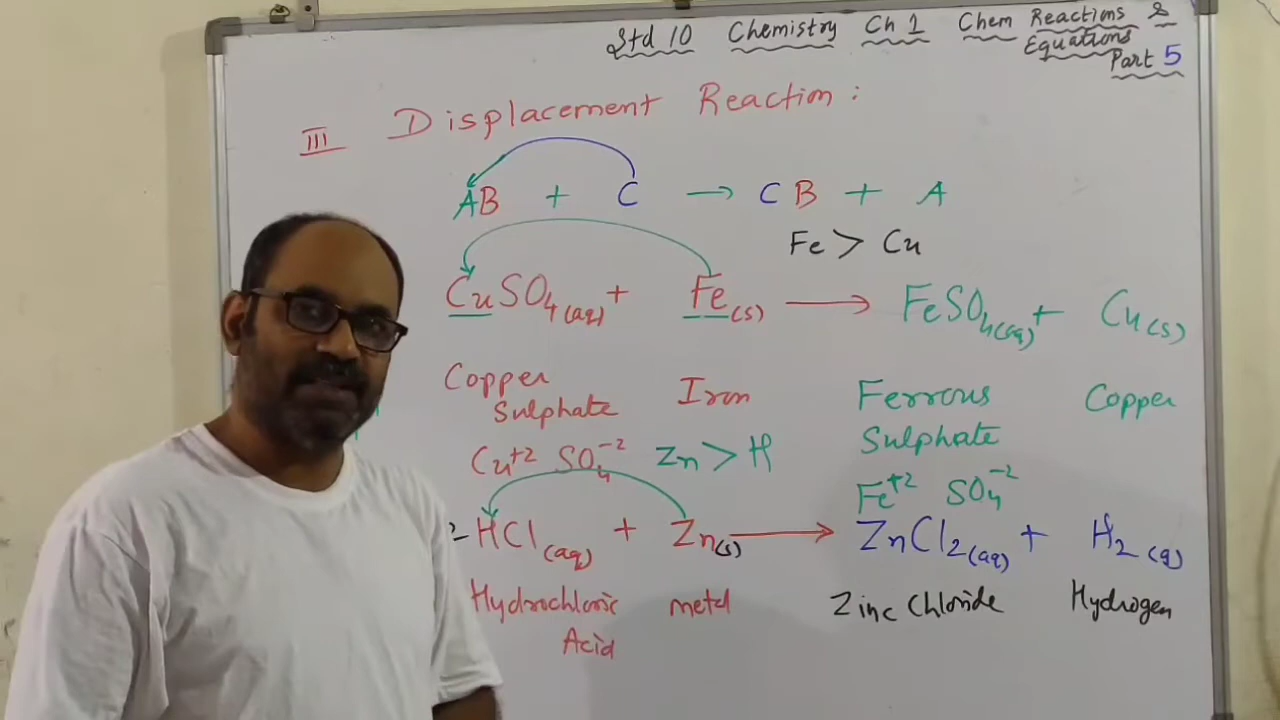 Std 10 Chemistry Ch 1 Chem Reactions &
Equations
Part 5
III Displacement Reaction :
AB + C → CB + A
Fe > Cu
CuSO4(aq) + Fe(s) → FeSO4(aq) + Cu(s)
Copper Sulphate Iron Ferrous Sulphate Copper
Cu+2 SO4-2 Zn > H Fe+2 SO4-2
2HCl(aq) + Zn(s) → ZnCl2(aq) + H2(g)
Hydrochloric Acid metal Zinc Chloride Hydrogen